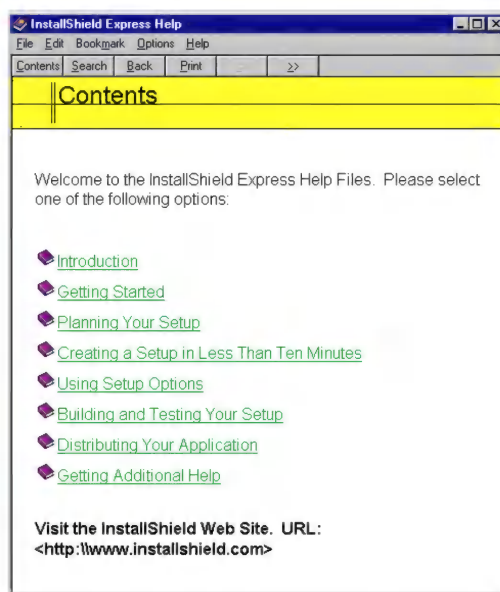 InstallShield Express Help
File Edit Bookmark Options Help
Contents Search Back Print >>
Contents
Welcome to the InstallShield Express Help Files. Please select
one of the following options:
Introduction
Getting Started
Planning Your Setup
Creating a Setup in Less Than Ten Minutes
Using Setup Options
Building and Testing Your Setup
Distributing Your Application
Getting Additional Help
Visit the InstallShield Web Site. URL:
<http:\\www.installshield.com>